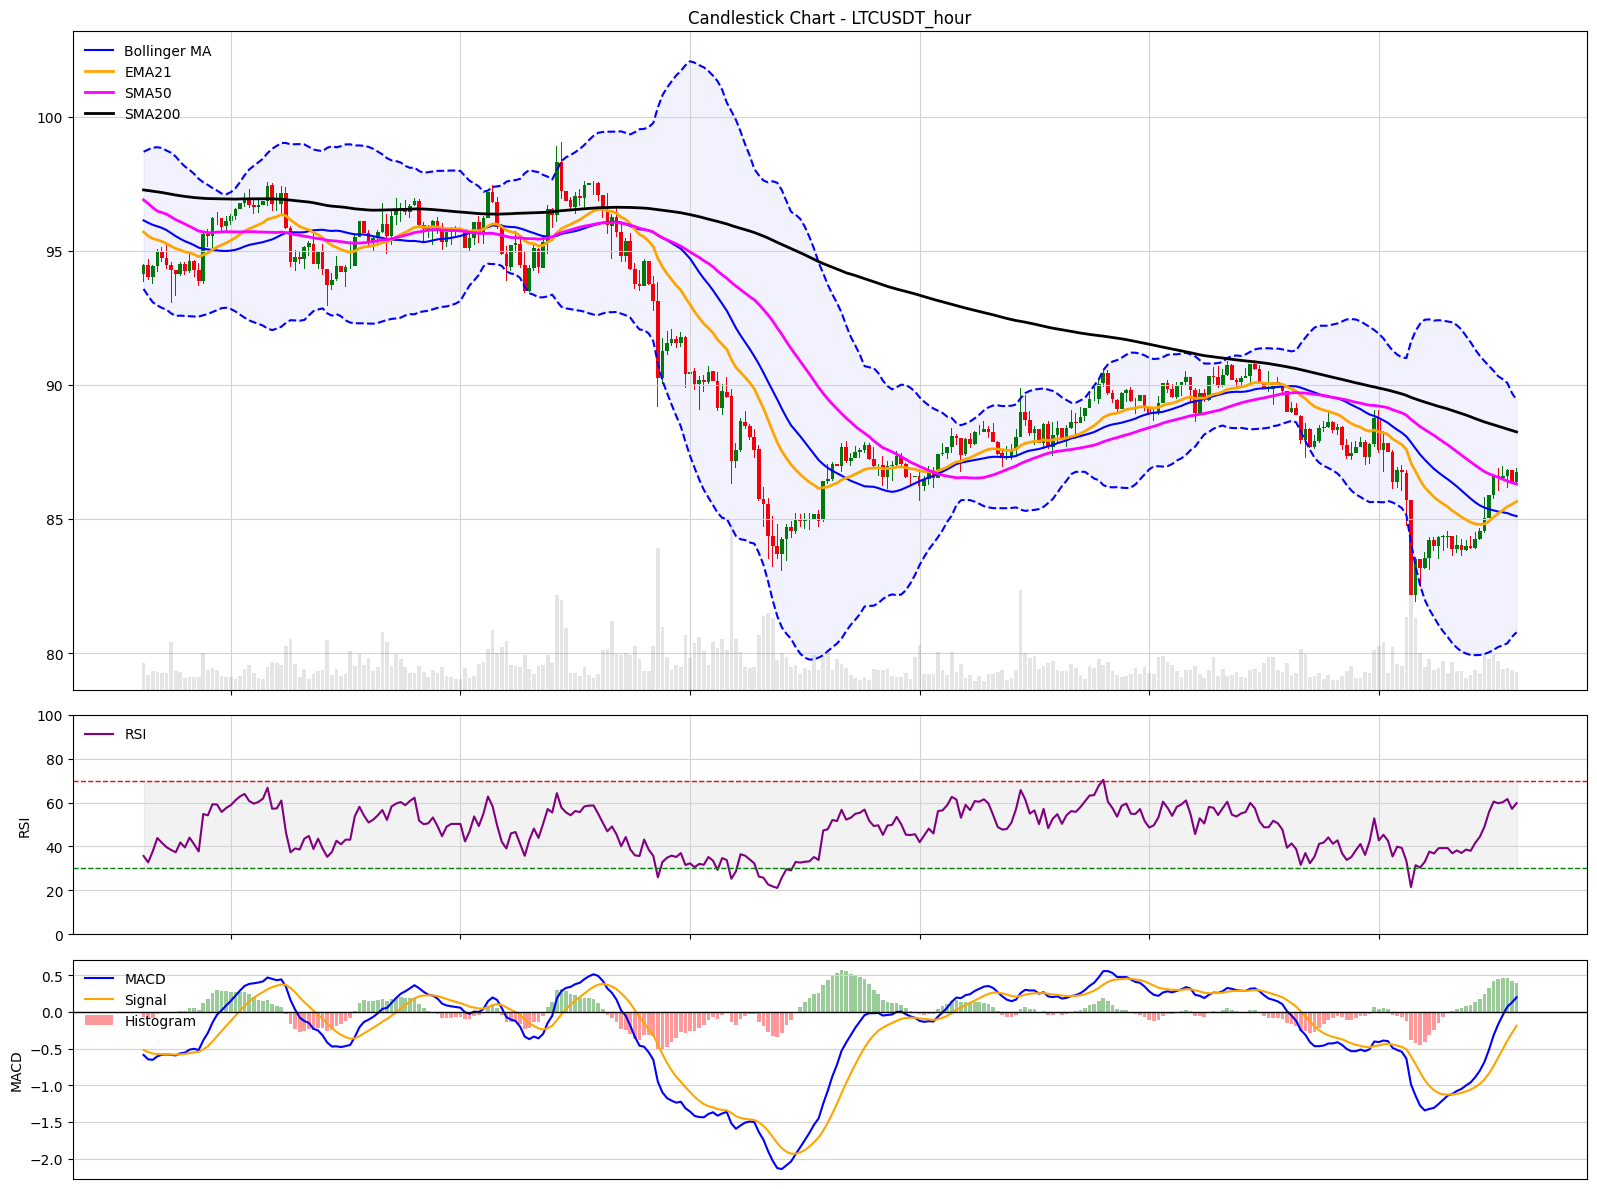 Candlestick Chart - LTCUSDT_hour
Bollinger MA
EMA21
SMA50
SMA200
100
95
90
85
80
RSI
100
80
60
40
20
0
RSI
MACD
Signal
Histogram
0.5
0.0
−0.5
−1.0
−1.5
−2.0
MACD